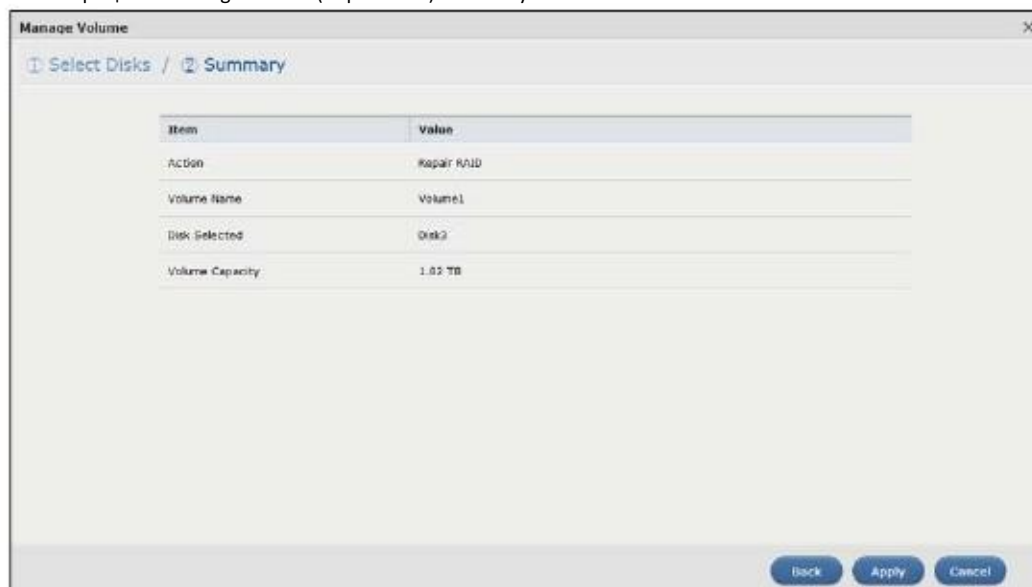 Manage Volume
① Select Disks / ② Summary
Item Value
Action Repair RAID
Volume Name Volume1
Disk Selected Disk3
Volume Capacity 1.82 TB
Back Apply Cancel